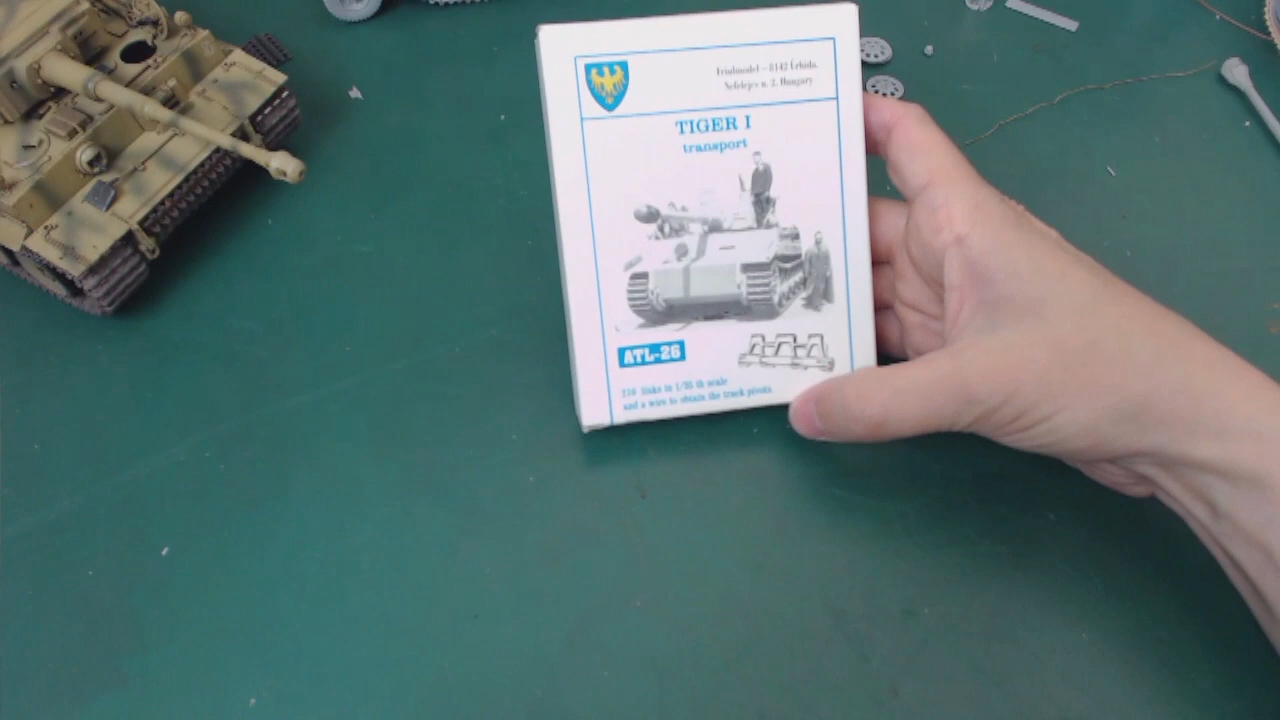 Friulmodel - 8142 Úrhida.
Nefelejcs u. 2. Hungary
TIGER I
transport
ATL-26
links in 1/35 th scale
and a wire to obtain the track pivots.